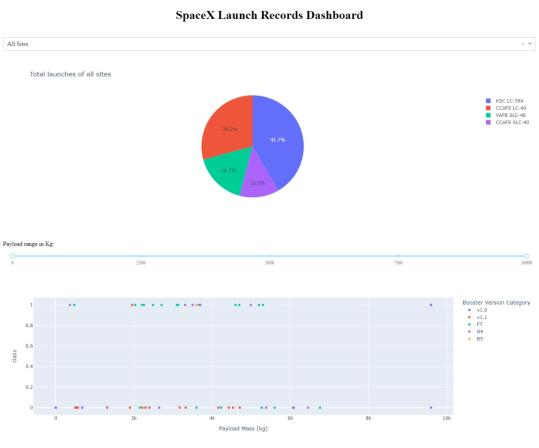 SpaceX Launch Records Dashboard
All Sites
Total launches of all sites
KSC LC-39A
CCAFS LC-40
VAFB SLC-4E
CCAFS SLC-40
29.2%
41.7%
16.7%
12.5%
Payload range in Kg:
0 2500 5000 7500 10000
Booster Version Category
v1.0
v1.1
FT
B4
B5
class
1
0.8
0.6
0.4
0.2
0
0 2k 4k 6k 8k 10k
Payload Mass (kg)